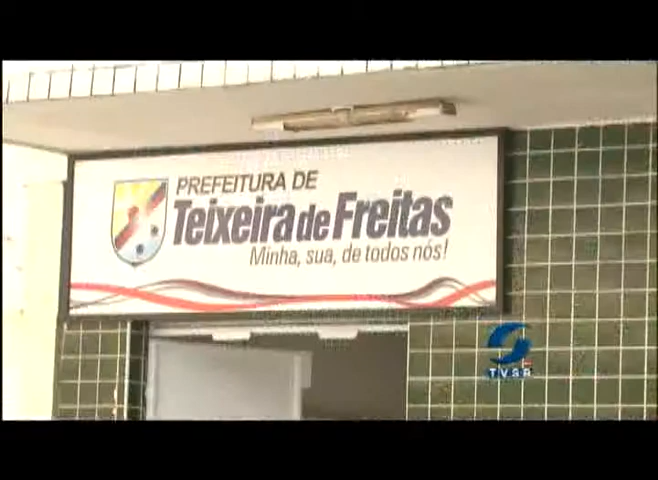 PREFEITURA DE
Teixeira de Freitas
Minha, sua, de todos nós!
TVSB